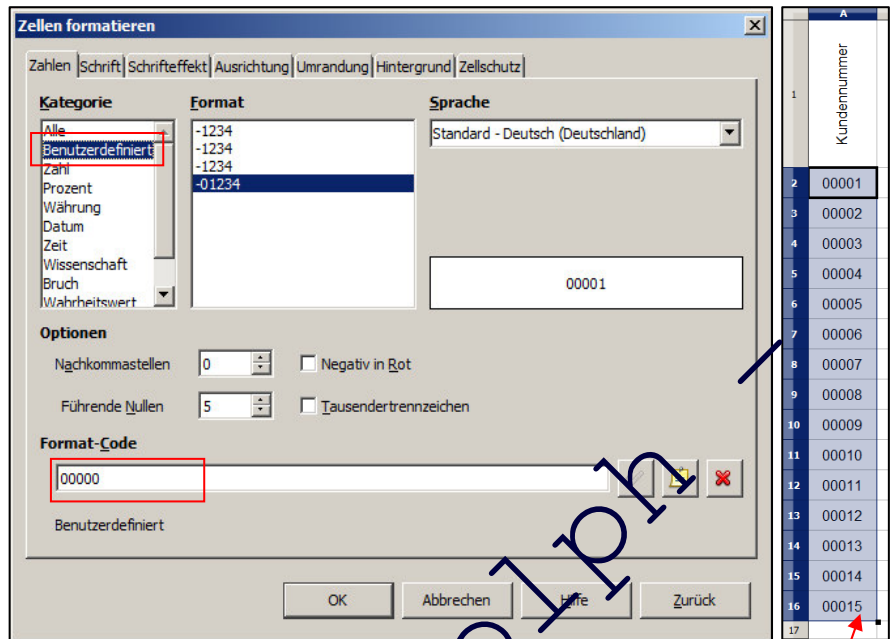 Zellen formatieren
Zahlen Schrift Schrifteffekt Ausrichtung Umrandung Hintergrund Zellschutz
Kategorie
Alle
Benutzerdefiniert
Zahl
Prozent
Währung
Datum
Zeit
Wissenschaft
Bruch
Wahrheitswert
Format
-1234
-1234
-1234
-01234
Sprache
Standard - Deutsch (Deutschland)
00001
Optionen
Nachkommastellen 0 Negativ in Rot
Führende Nullen 5 Tausendertrennzeichen
Format-Code
00000
Benutzerdefiniert
OK Abbrechen Hilfe Zurück
A
1 Kundennummer
2 00001
3 00002
4 00003
5 00004
6 00005
7 00006
8 00007
9 00008
10 00009
11 00010
12 00011
13 00012
14 00013
15 00014
16 00015
17